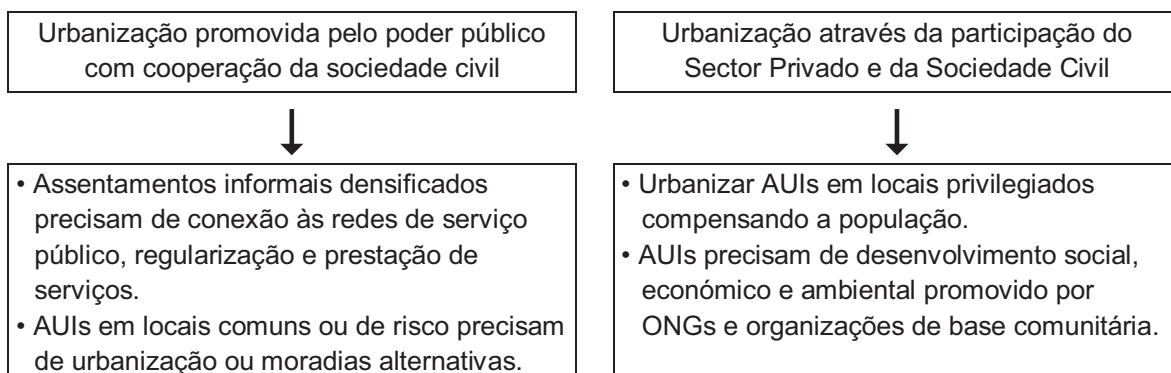 Urbanização promovida pelo poder público
com cooperação da sociedade civil
• Assentamentos informais densificados
precisam de conexão às redes de serviço
público, regularização e prestação de
serviços.
• AUIs em locais comuns ou de risco precisam
de urbanização ou moradias alternativas.
Urbanização através da participação do
Sector Privado e da Sociedade Civil
• Urbanizar AUIs em locais privilegiados
compensando a população.
• AUIs precisam de desenvolvimento social,
económico e ambiental promovido por
ONGs e organizações de base comunitária.